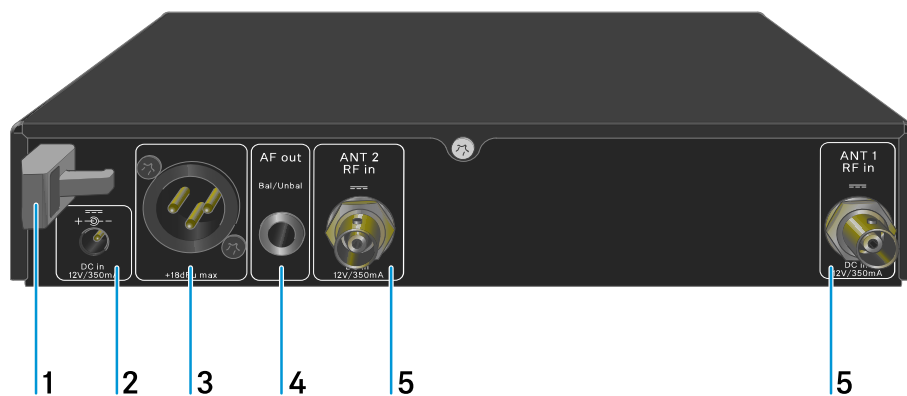 AF out
Bal/Unbal
ANT 2
RF in
ANT 1
RF in
+ -
DC in
12V/350mA
+18dBu max
12V/350mA
DC in
12V/350mA
1
2
3
4
5
5